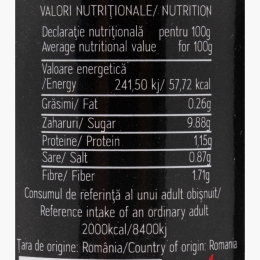 VALORI NUTRIȚIONALE/ NUTRITION
Declarație nutrițională pentru 100g
Average nutritional value for 100g
Valoare energetică
/Energy 241,50 kj/ 57,72 kcal
Grăsimi/ Fat 0.26g
Zaharuri/ Sugar 9.88g
Proteine/ Protein 1,15g
Sare/ Salt 0.87g
Fibre/ Fiber 1.71g
Consumul de referință al unui adult obișnuit/
Reference intake of an ordinary adult
2000kcal/8400kj
Țara de origine: România/Country of origin: Romania